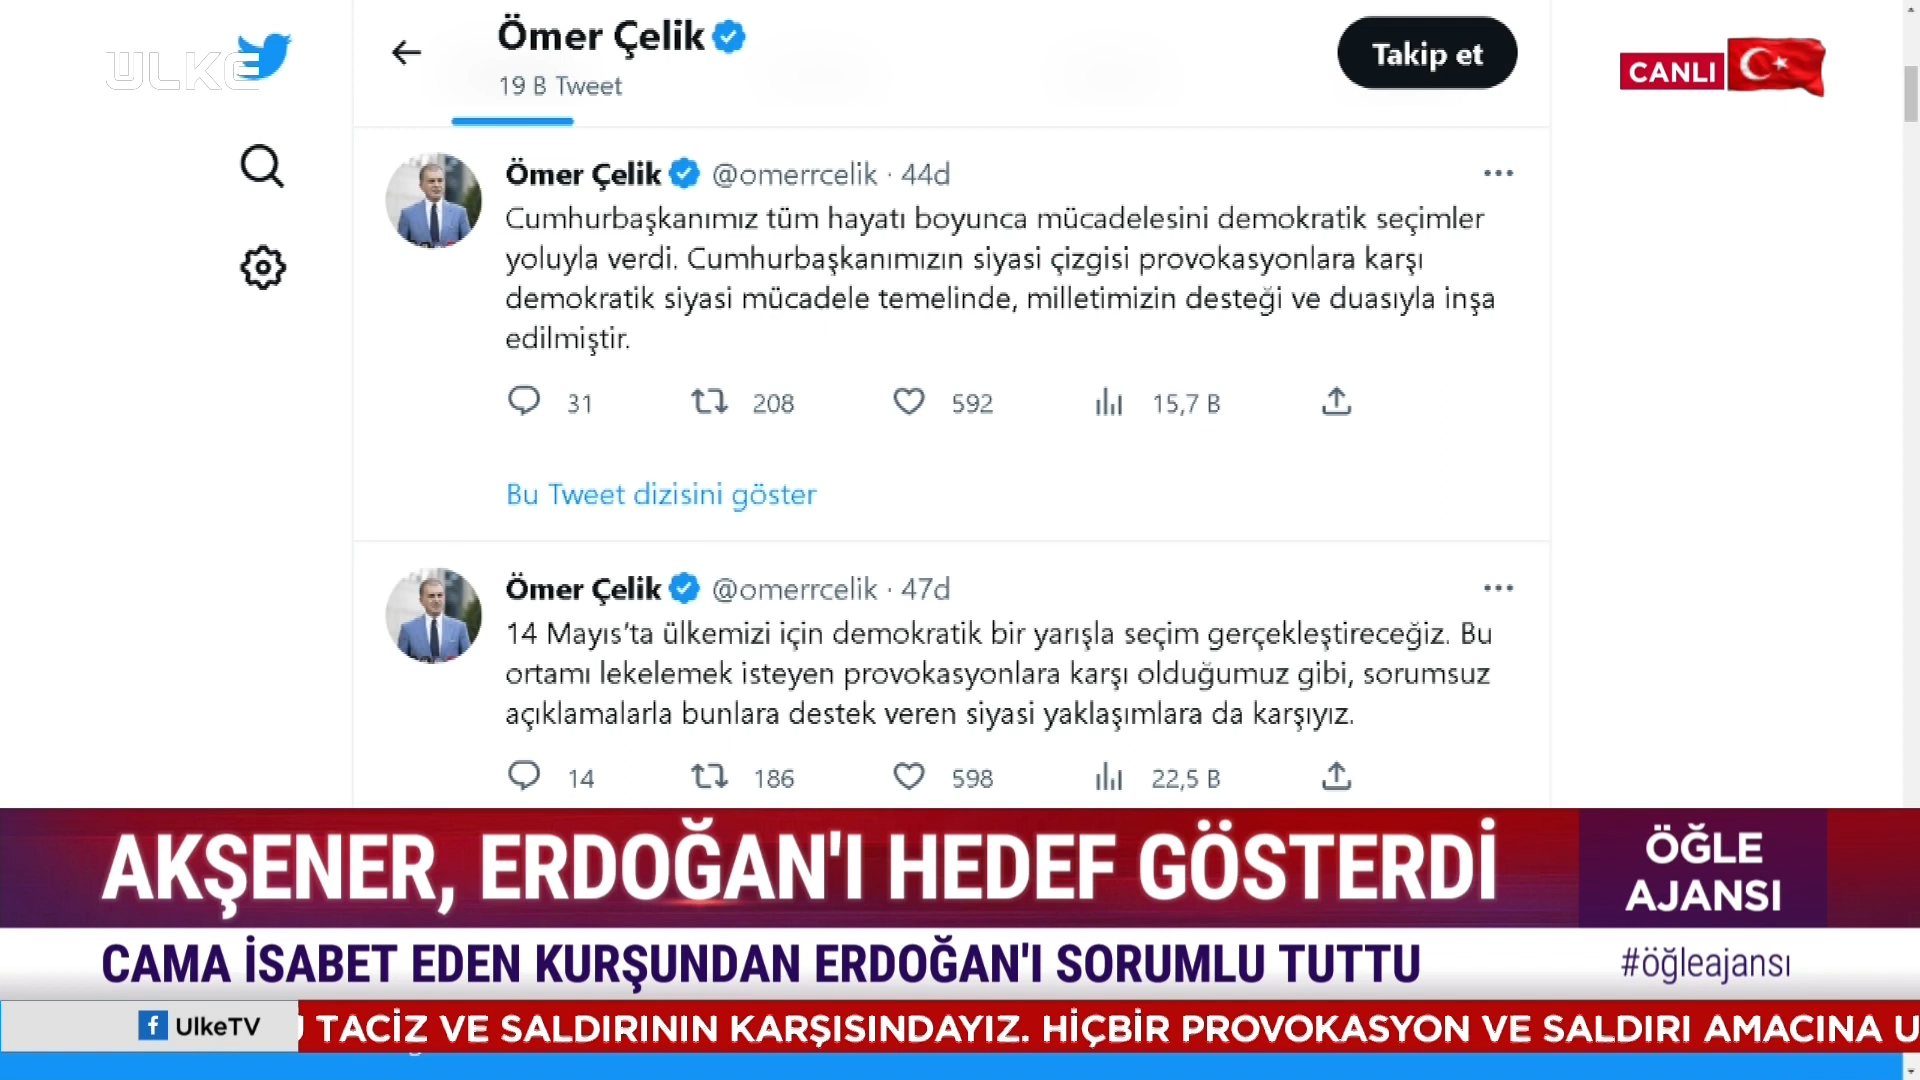 ÜLKE
Ömer Çelik
19 B Tweet
Takip et
CANLI
Ömer Çelik @omerrcelik · 44d
Cumhurbaşkanımız tüm hayatı boyunca mücadelesini demokratik seçimler
yoluyla verdi. Cumhurbaşkanımızın siyasi çizgisi provokasyonlara karşı
demokratik siyasi mücadele temelinde, milletimizin desteği ve duasıyla inşa
edilmiştir.
31 208 592 15,7 B
Bu Tweet dizisini göster
Ömer Çelik @omerrcelik · 47d
14 Mayıs’ta ülkemizi için demokratik bir yarışla seçim gerçekleştireceğiz. Bu
ortamı lekelemek isteyen provokasyonlara karşı olduğumuz gibi, sorumsuz
açıklamalarla bunlara destek veren siyasi yaklaşımlara da karşıyız.
14 186 598 22,5 B
AKŞENER, ERDOĞAN'I HEDEF GÖSTERDİ
ÖĞLE
AJANSI
CAMA İSABET EDEN KURŞUNDAN ERDOĞAN'I SORUMLU TUTTU
#öğleajansı
UlkeTV
TACİZ VE SALDIRININ KARŞISINDAYIZ. HİÇBİR PROVOKASYON VE SALDIRI AMACINA